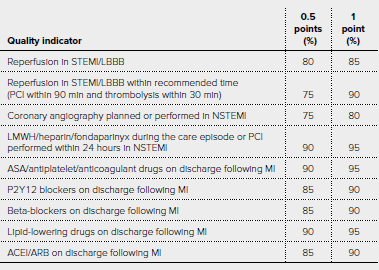 0.5 1
points point
Quality indicator (%) (%)
Reperfusion in STEMI/LBBB 80 85
Reperfusion in STEMI/LBBB within recommended time
(PCI within 90 min and thrombolysis within 30 min) 75 90
Coronary angiography planned or performed in NSTEMI 75 80
LMWH/heparin/fondaparinyx during the care episode or PCI
performed within 24 hours in NSTEMI 90 95
ASA/antiplatelet/anticoagulant drugs on discharge following MI 90 95
P2Y12 blockers on discharge following MI 85 90
Beta-blockers on discharge following MI 85 90
Lipid-lowering drugs on discharge following MI 90 95
ACEI/ARB on discharge following MI 85 90